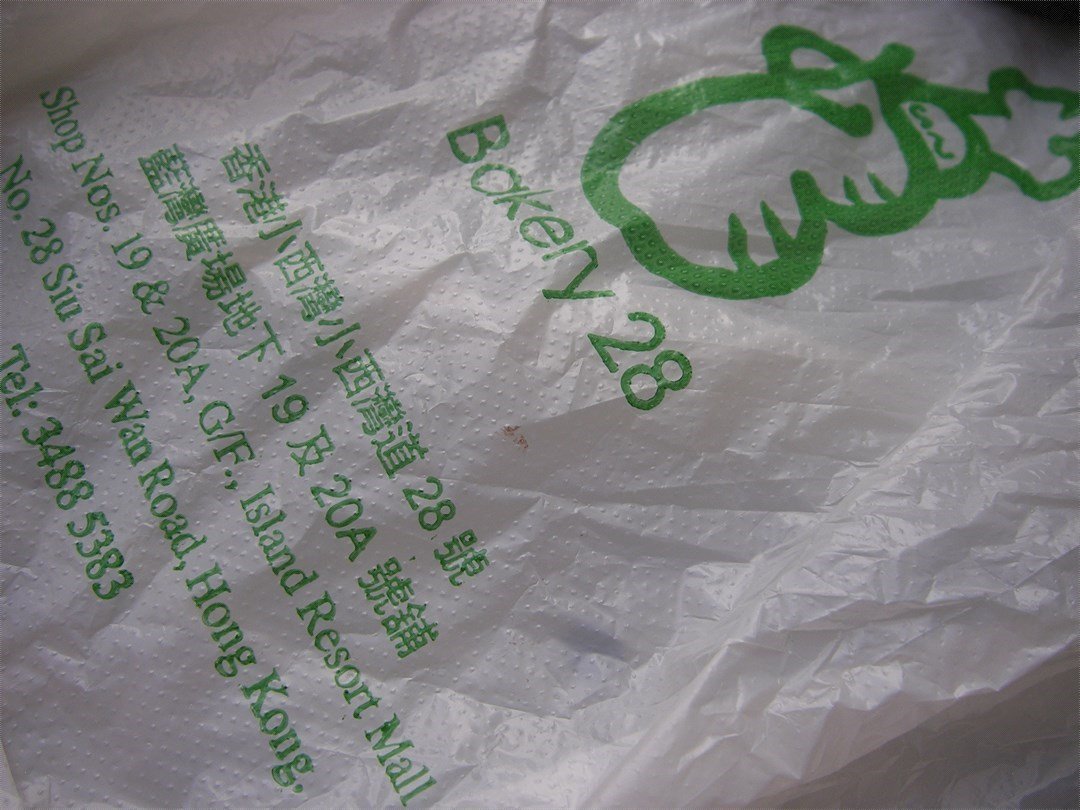 Bakery 28
香港小西灣小西灣道 28 號
藍灣廣場地下 19 及 20A 號舖
Shop Nos. 19 & 20A, G/F., Island Resort Mall
No. 28 Siu Sai Wan Road, Hong Kong.
Tel: 3488 5383